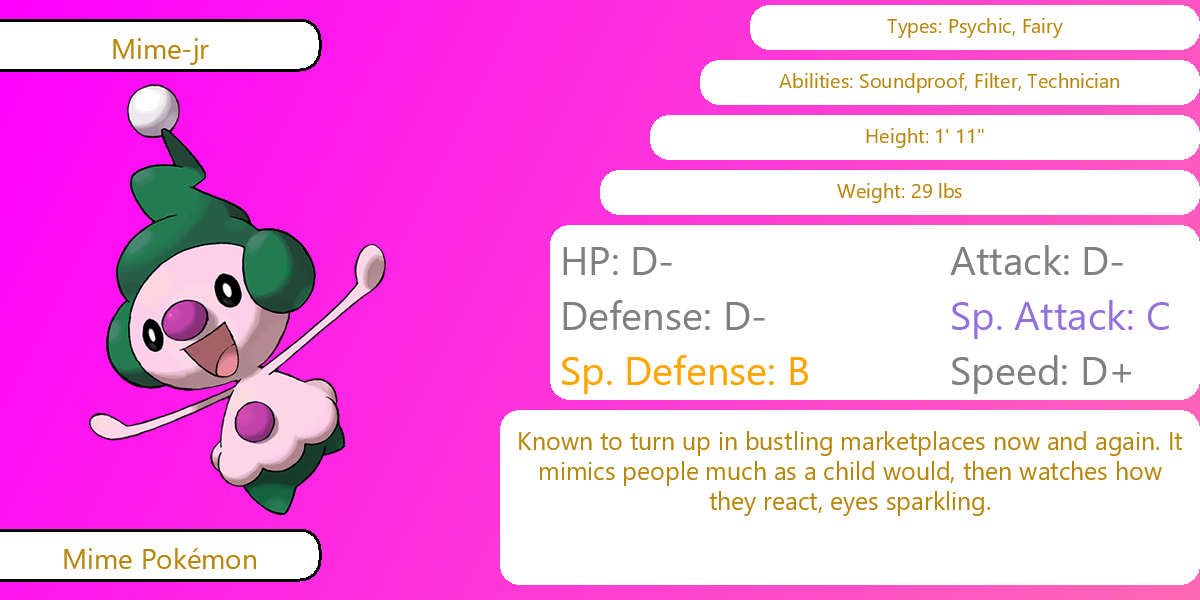 Mime-jr
Mime Pokémon
Types: Psychic, Fairy
Abilities: Soundproof, Filter, Technician
Height: 1' 11"
Weight: 29 lbs
HP: D-
Attack: D-
Defense: D-
Sp. Attack: C
Sp. Defense: B
Speed: D+
Known to turn up in bustling marketplaces now and again. It
mimics people much as a child would, then watches how
they react, eyes sparkling.